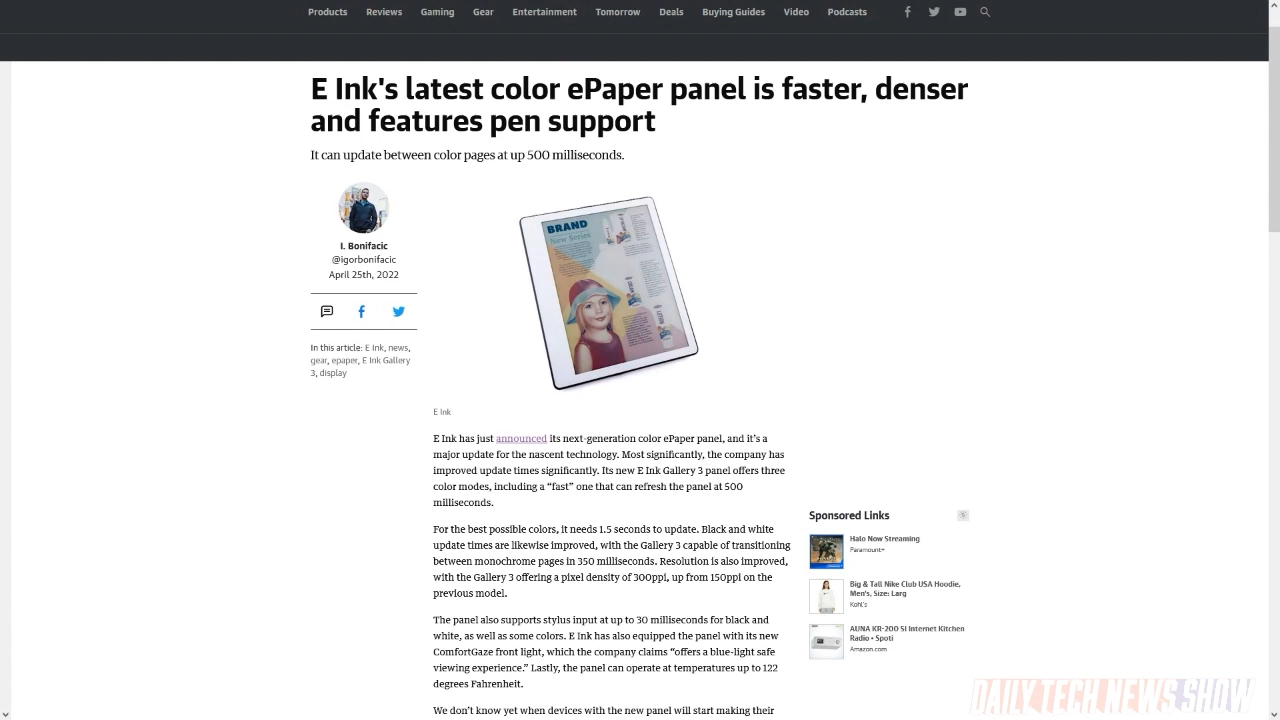 Products Reviews Gaming Gear Entertainment Tomorrow Deals Buying Guides Video Podcasts
E Ink's latest color ePaper panel is faster, denser
and features pen support
It can update between color pages at up 500 milliseconds.
I. Bonifacic
@igorbonifacic
April 25th, 2022
In this article: E Ink, news,
gear, epaper, E Ink Gallery
3, display
BRAND
New Series
E Ink
E Ink has just announced its next-generation color ePaper panel, and it's a
major update for the nascent technology. Most significantly, the company has
improved update times significantly. Its new E Ink Gallery 3 panel offers three
color modes, including a “fast” one that can refresh the panel at 500
milliseconds.
For the best possible colors, it needs 1.5 seconds to update. Black and white
update times are likewise improved, with the Gallery 3 capable of transitioning
between monochrome pages in 350 milliseconds. Resolution is also improved,
with the Gallery 3 offering a pixel density of 300ppi, up from 150ppi on the
previous model.
The panel also supports stylus input at up to 30 milliseconds for black and
white, as well as some colors. E Ink has also equipped the panel with its new
ComfortGaze front light, which the company claims “offers a blue-light safe
viewing experience.” Lastly, the panel can operate at temperatures up to 122
degrees Fahrenheit.
We don't know yet when devices with the new panel will start making their
Sponsored Links
Halo Now Streaming
Paramount+
Big & Tall Nike Club USA Hoodie,
Men's, Size: Larg
Kohl's
AUNA KR-200 SI Internet Kitchen
Radio • Spoti
Amazon.com
DAILY TECH NEWS SHOW